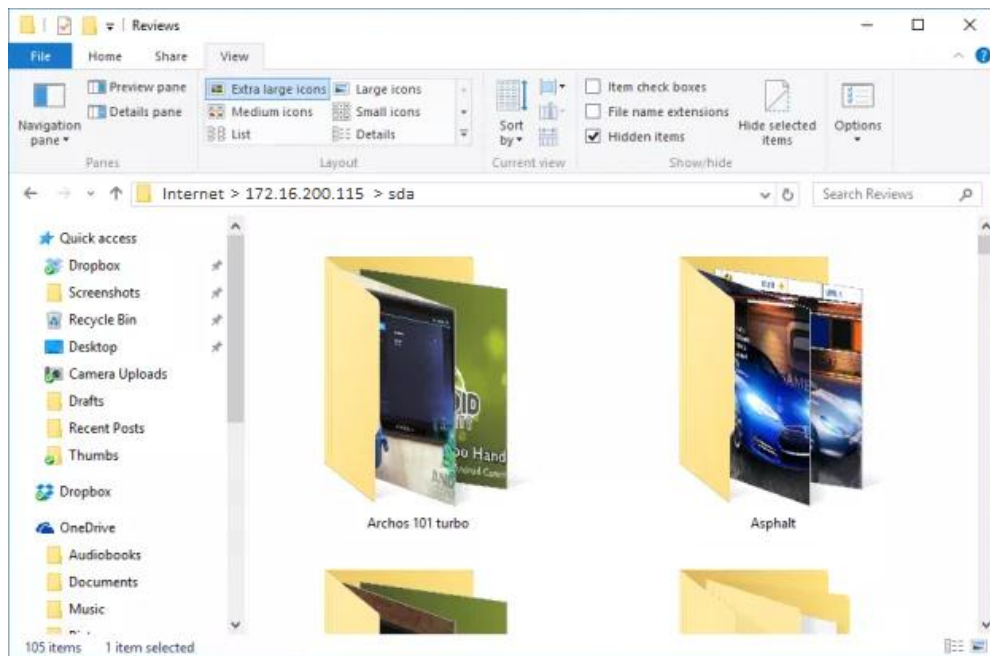 Reviews
File Home Share View
Navigation pane
Preview pane
Details pane
Panes
Extra large icons Large icons
Medium icons Small icons
List Details
Layout
Sort by
Current view
Item check boxes
File name extensions
Hidden items
Hide selected items
Show/hide
Options
Internet > 172.16.200.115 > sda
Search Reviews
Quick access
Dropbox
Screenshots
Recycle Bin
Desktop
Camera Uploads
Drafts
Recent Posts
Thumbs
Dropbox
OneDrive
Audiobooks
Documents
Music
Archos 101 turbo
Asphalt
105 items 1 item selected